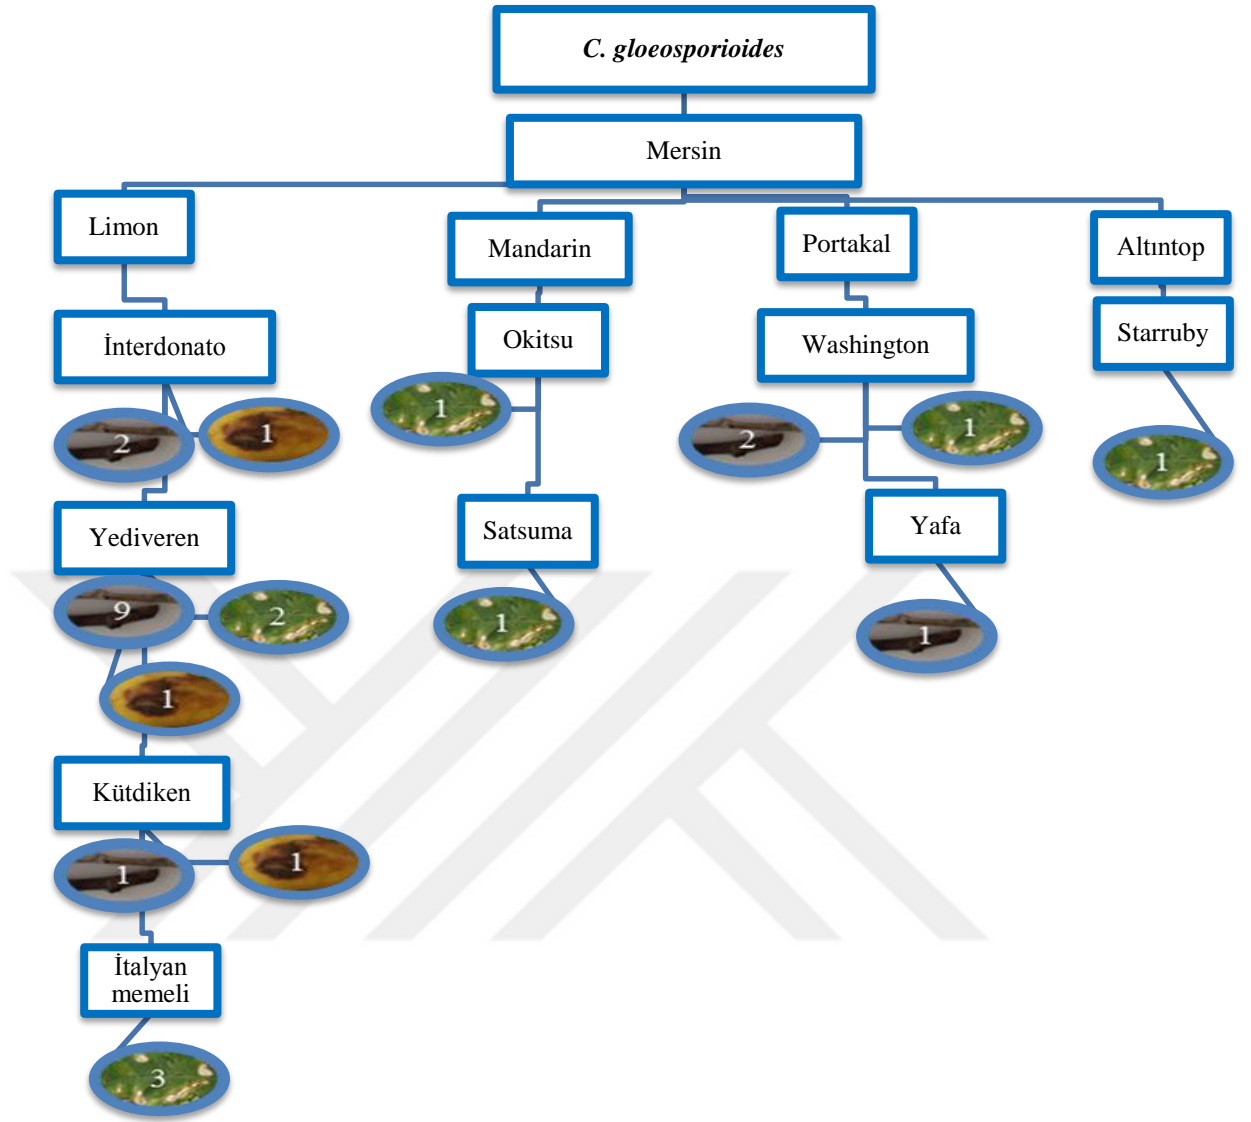 C. gloeosporioides
Mersin
Limon
Mandarin
Portakal
Altıntop
İnterdonato
Okitsu
Washington
Starruby
1
2
1
2
1
1
Yediveren
Satsuma
Yafa
9
2
1
1
1
Kütdiken
1
1
İtalyan
memeli
3